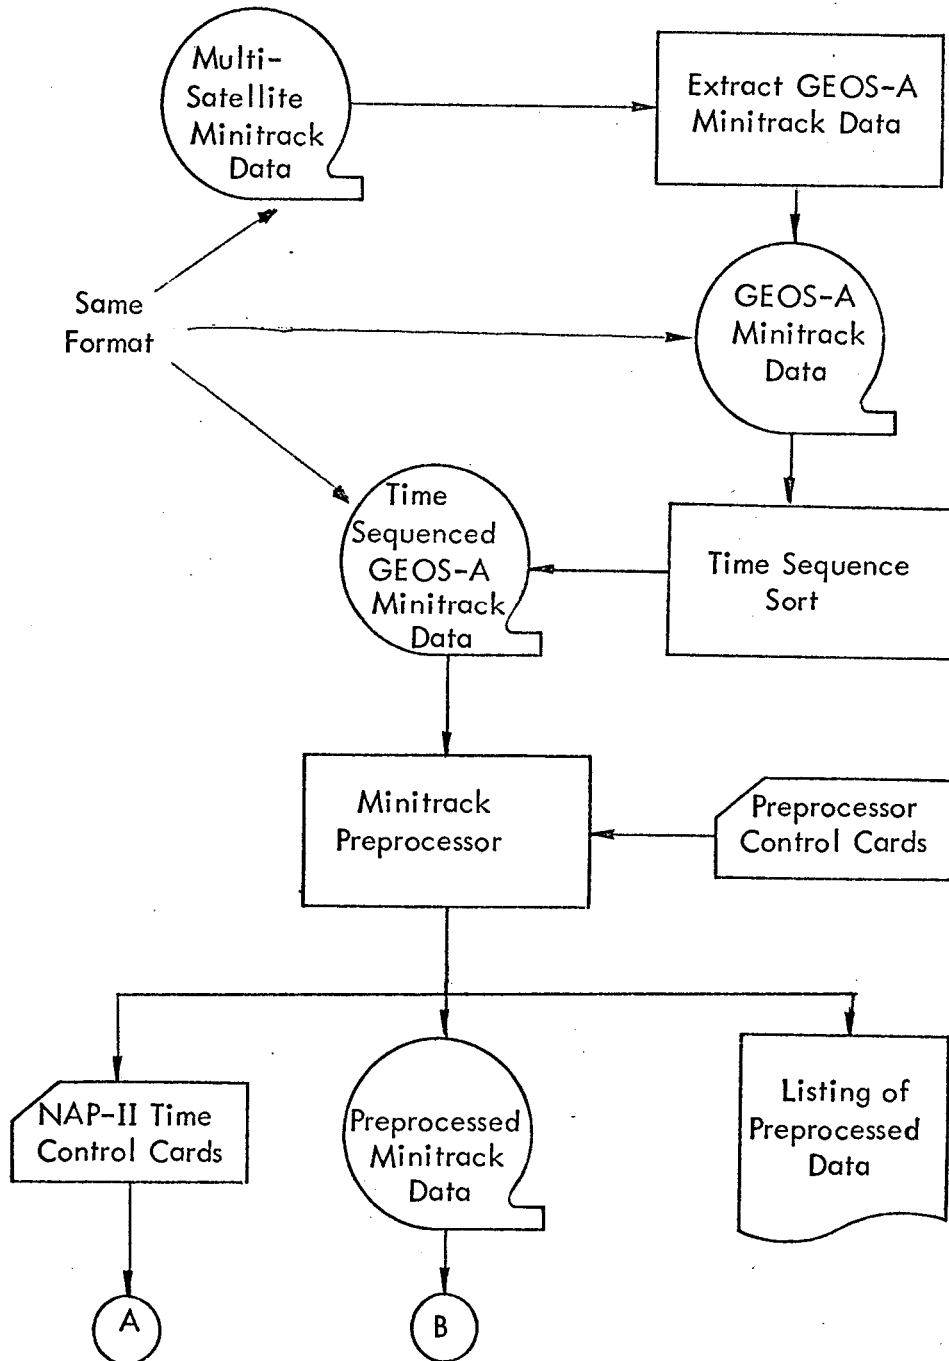 Multi-
Satellite
Minitrack
Data
Extract GEOS-A
Minitrack Data
Same
Format
GEOS-A
Minitrack
Data
Time
Sequenced
GEOS-A
Minitrack
Data
Time Sequence
Sort
Minitrack
Preprocessor
Preprocessor
Control Cards
NAP-II Time
Control Cards
Preprocessed
Minitrack
Data
Listing of
Preprocessed
Data
A
B